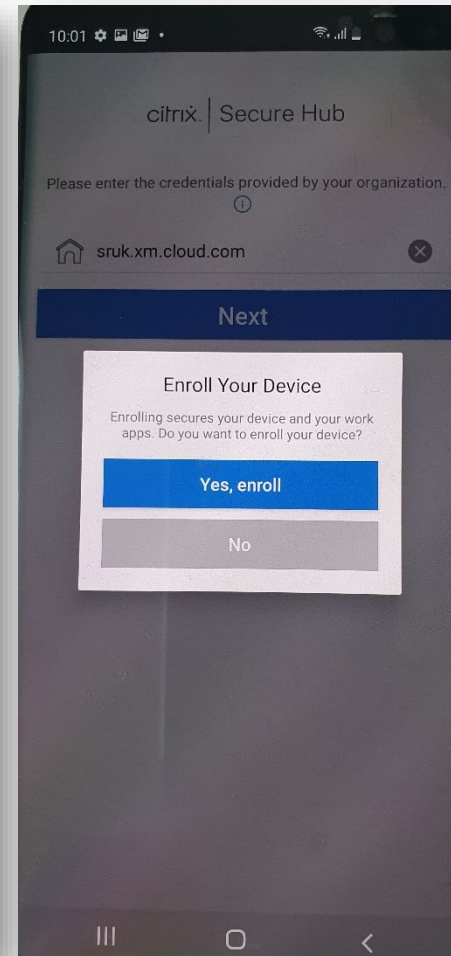 10:01
citrix. | Secure Hub
Please enter the credentials provided by your organization.
sruk.xm.cloud.com
Next
Enroll Your Device
Enrolling secures your device and your work
apps. Do you want to enroll your device?
Yes, enroll
No